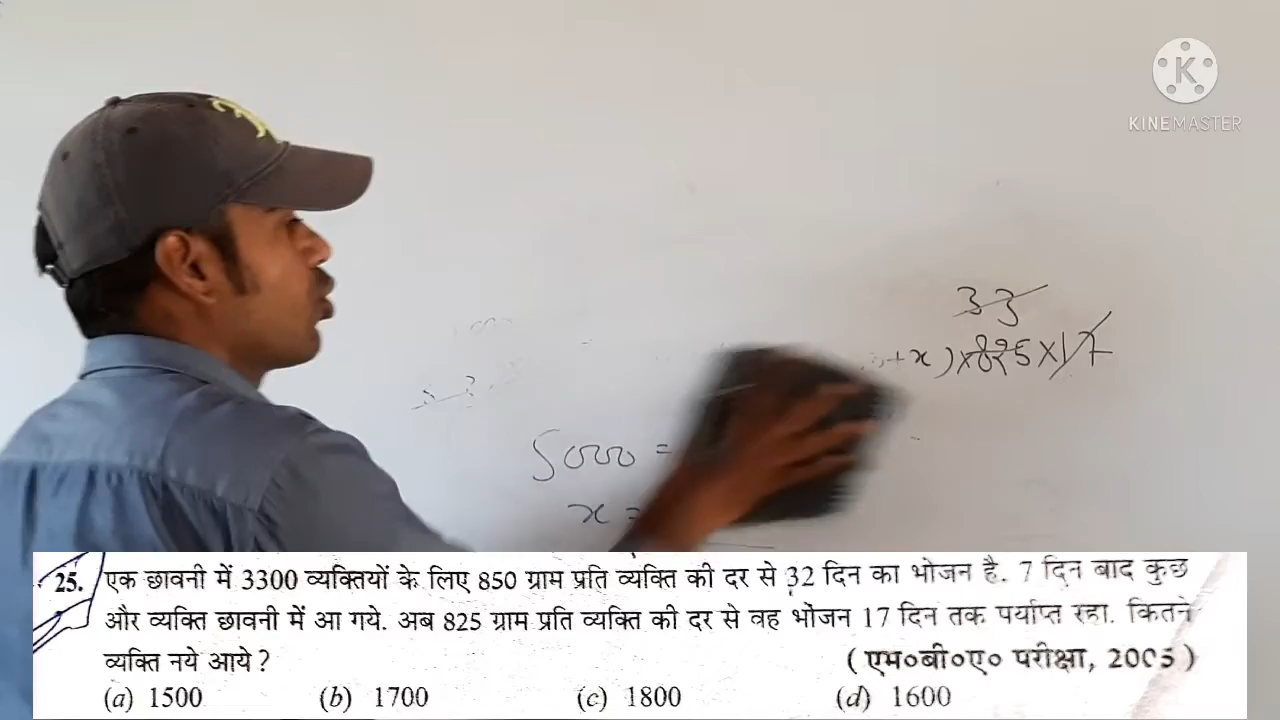 KINEMASTER
33
+ x ) x 825 x 17
5000 =
x =
25. एक छावनी में 3300 व्यक्तियों के लिए 850 ग्राम प्रति व्यक्ति की दर से 32 दिन का भोजन है. 7 दिन बाद कुछ
और व्यक्ति छावनी में आ गये. अब 825 ग्राम प्रति व्यक्ति की दर से वह भोजन 17 दिन तक पर्याप्त रहा. कितने
व्यक्ति नये आये ?
( एम०बी०ए० परीक्षा, 2005 )
(a) 1500 (b) 1700 (c) 1800 (d) 1600